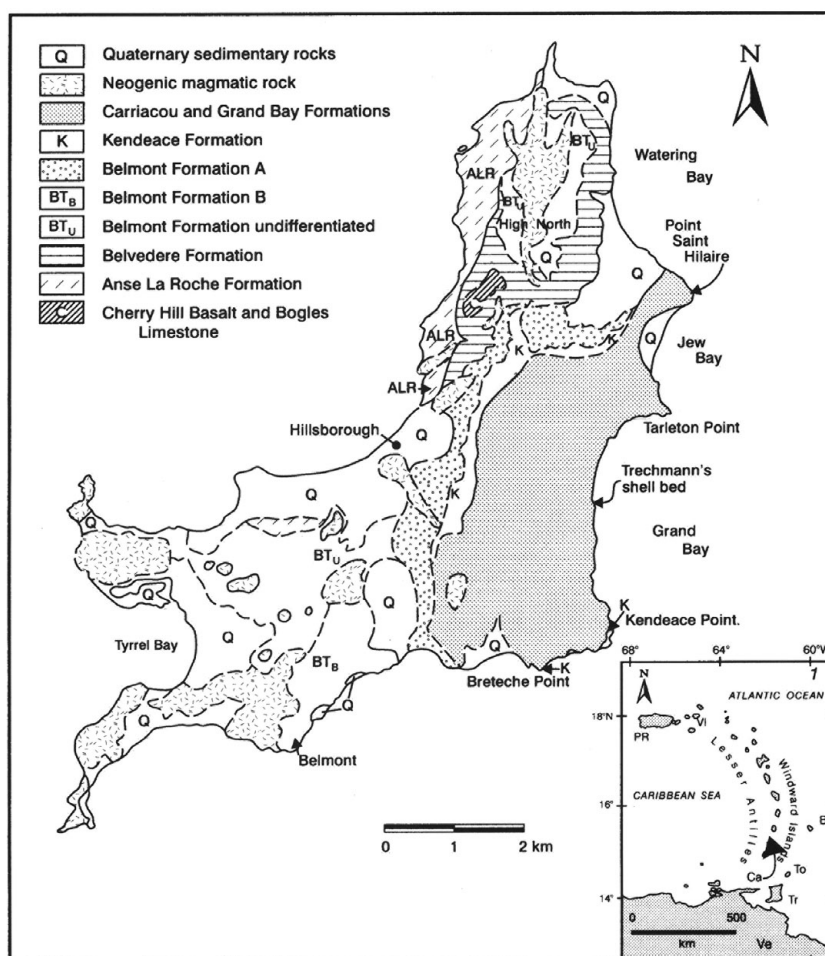 Q Quaternary sedimentary rocks
Neogenic magmatic rock
Carriacou and Grand Bay Formations
K Kendeace Formation
Belmont Formation A
BTB Belmont Formation B
BTU Belmont Formation undifferentiated
Belvedere Formation
Anse La Roche Formation
C Cherry Hill Basalt and Bogles
Limestone
N
Q
BTU
Watering
Bay
ALR
BTU
High North
Point
Saint
Hilaire
Q
Q
C
ALR
K
K
Q
Jew
Bay
ALR
Tarleton Point
Hillsborough
Q
Trechmann's
shell bed
Q
K
Q
Grand
Bay
BTU
Q
Q
K
Kendeace Point.
Tyrrel Bay
Q
BTB
Q
K
Breteche Point
Q
Q
Belmont
0 1 2 km
68° 64° 60°W
1
N
ATLANTIC OCEAN
18°N
PR
VI
Lesser Antilles
Windward Islands
CARIBBEAN SEA
16°
B
Ca
To
Tr
14°
0 500
km
Ve